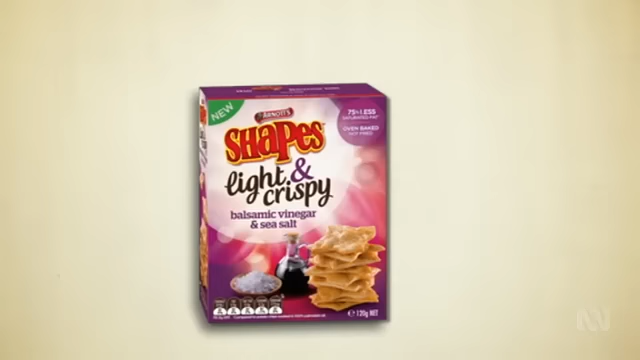 NEW
ARNOTT'S
SHAPES
75% LESS
SATURATED FAT*
OVEN BAKED
NOT FRIED
light &
crispy
balsamic vinegar
& sea salt
℮ 120g NET